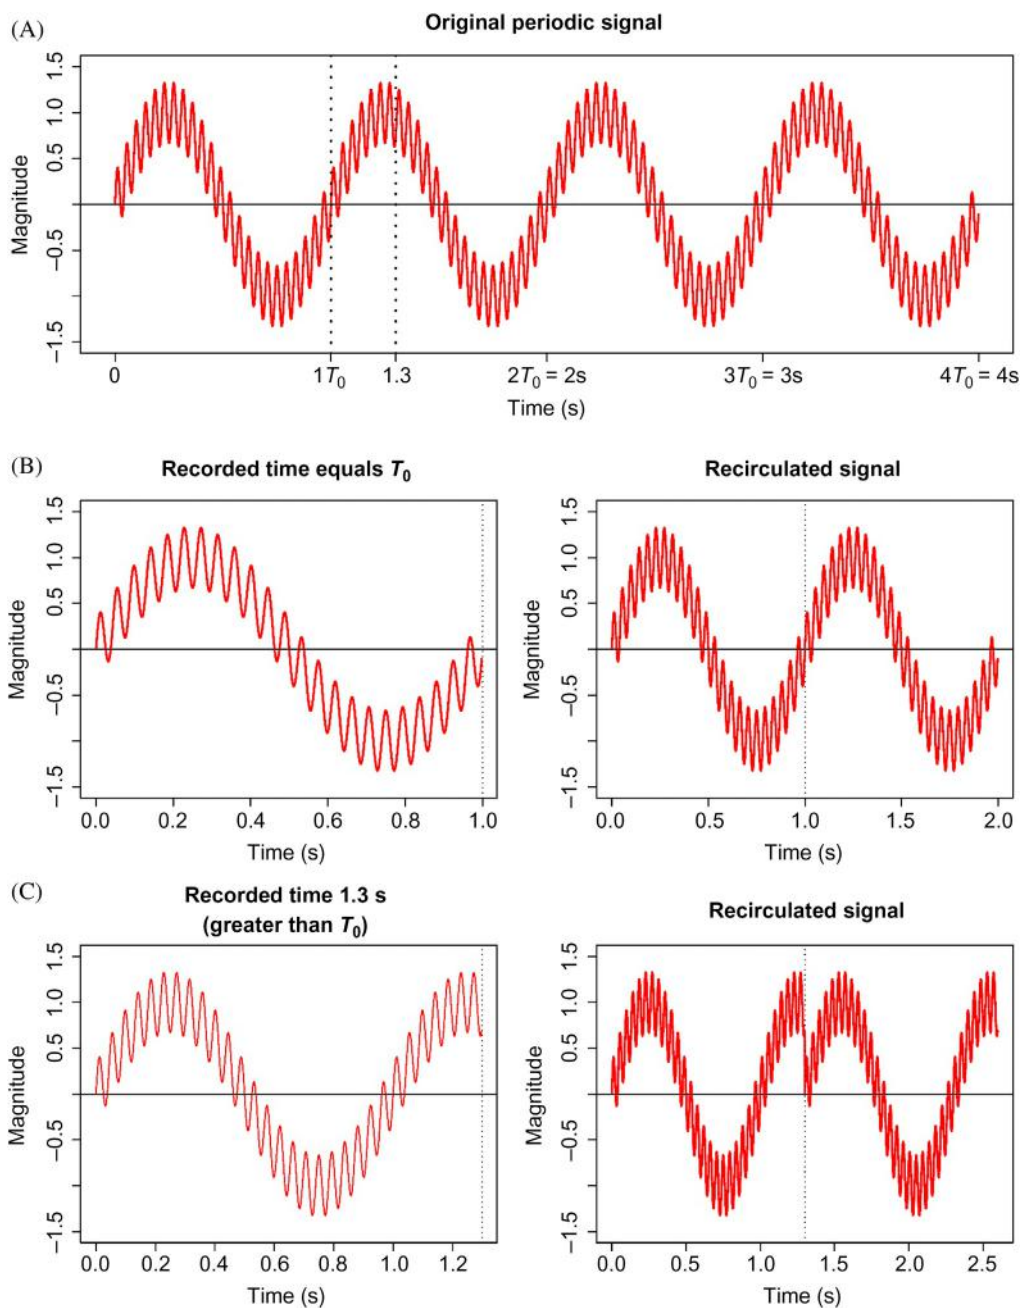 (A)
Original periodic signal
Magnitude
1.5
1.0
0.5
−0.5
−1.5
0
1T₀
1.3
2T₀ = 2s
3T₀ = 3s
4T₀ = 4s
Time (s)
(B)
Recorded time equals T₀
Magnitude
1.5
1.0
0.5
−0.5
−1.5
0.0 0.2 0.4 0.6 0.8 1.0
Time (s)
Recirculated signal
Magnitude
1.5
1.0
0.5
−0.5
−1.5
0.0 0.5 1.0 1.5 2.0
Time (s)
(C)
Recorded time 1.3 s
(greater than T₀)
Magnitude
1.5
1.0
0.5
−0.5
−1.5
0.0 0.2 0.4 0.6 0.8 1.0 1.2
Time (s)
Recirculated signal
Magnitude
1.5
1.0
0.5
−0.5
−1.5
0.0 0.5 1.0 1.5 2.0 2.5
Time (s)